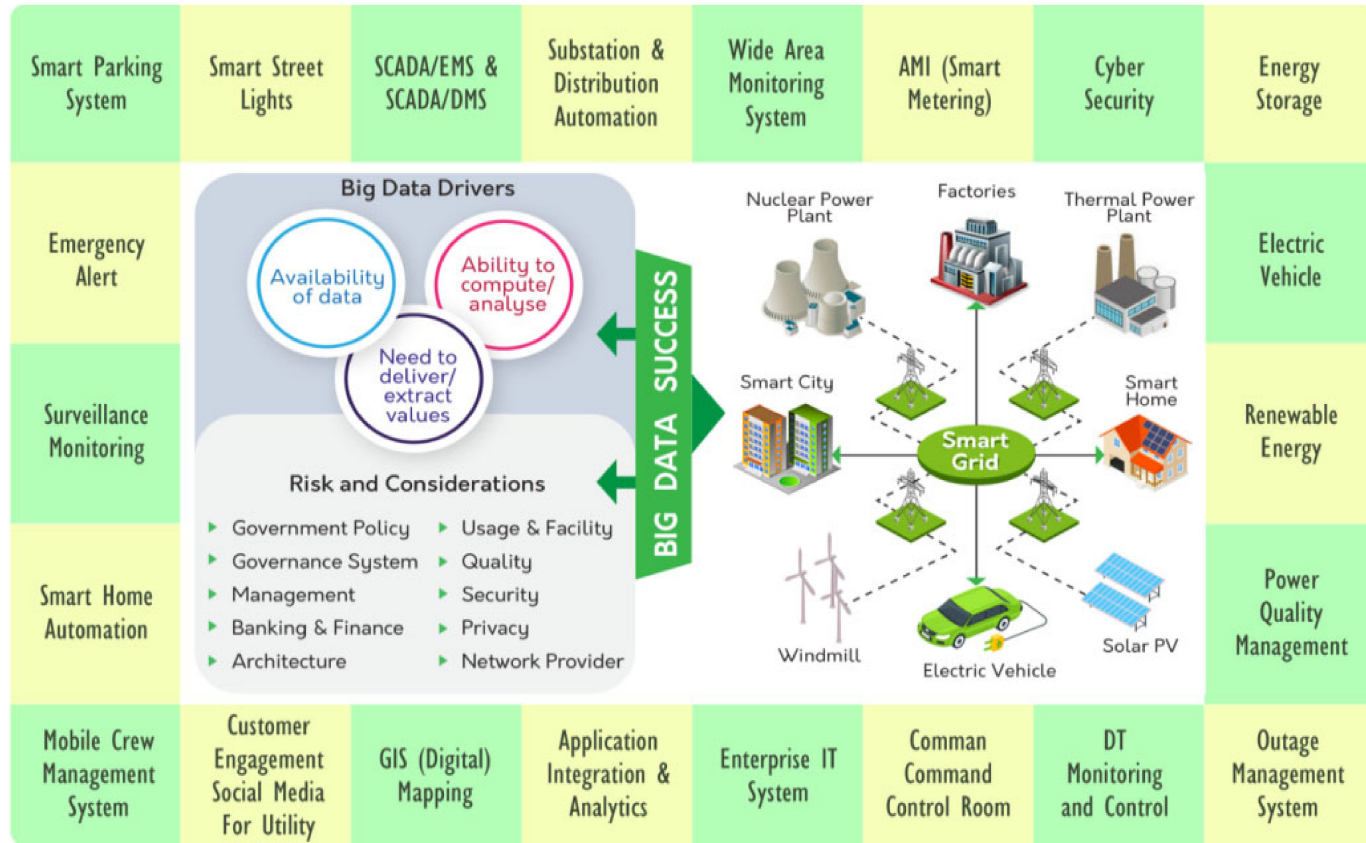 Smart Parking
System
Smart Street
Lights
SCADA/EMS &
SCADA/DMS
Substation &
Distribution
Automation
Wide Area
Monitoring
System
AMI (Smart
Metering)
Cyber
Security
Energy
Storage
Emergency
Alert
Surveillance
Monitoring
Smart Home
Automation
Big Data Drivers
Availability
of data
Ability to
compute/
analyse
Need to
deliver/
extract
values
Risk and Considerations
Government Policy
Governance System
Management
Banking & Finance
Architecture
Usage & Facility
Quality
Security
Privacy
Network Provider
BIG DATA SUCCESS
Nuclear Power
Plant
Factories
Thermal Power
Plant
Smart City
Smart
Grid
Smart
Home
Windmill
Electric Vehicle
Solar PV
Electric
Vehicle
Renewable
Energy
Power
Quality
Management
Mobile Crew
Management
System
Customer
Engagement
Social Media
For Utility
GIS (Digital)
Mapping
Application
Integration &
Analytics
Enterprise IT
System
Comman
Command
Control Room
DT
Monitoring
and Control
Outage
Management
System